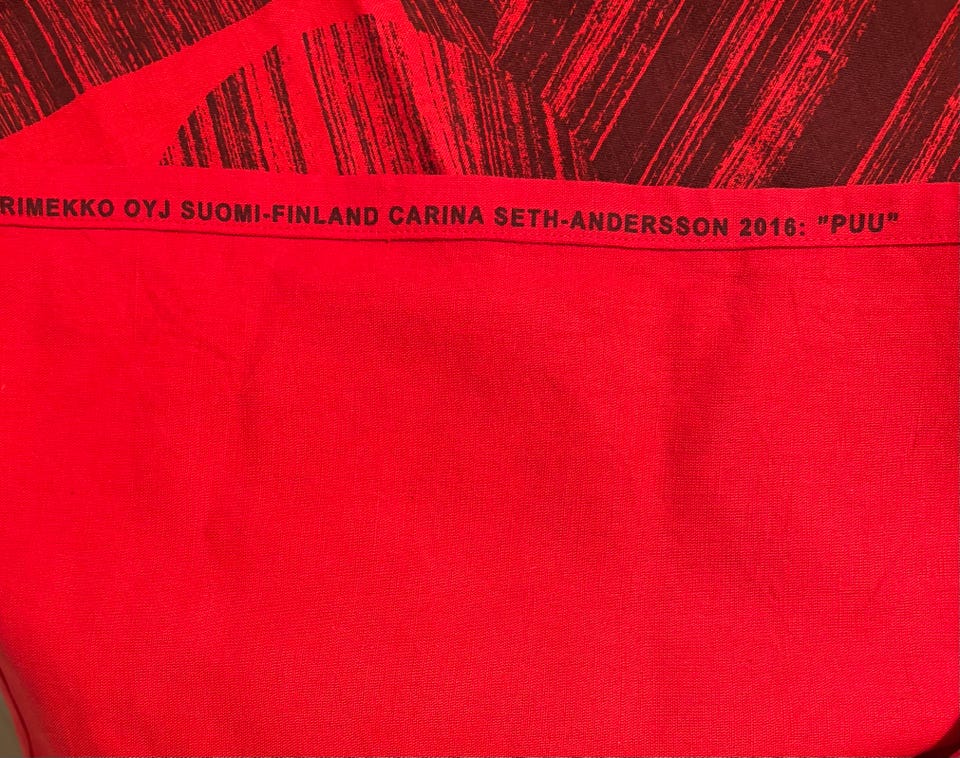 RIMEKKO OYJ SUOMI-FINLAND CARINA SETH-ANDERSSON 2016: "PUU"